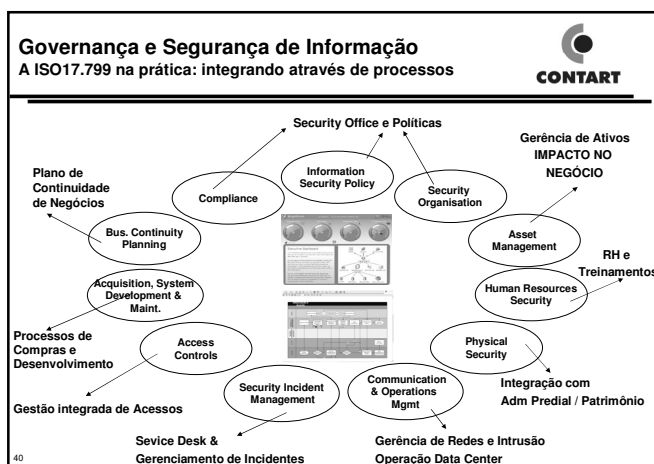 Governança e Segurança de Informação
A ISO17.799 na prática: integrando através de processos
CONTART
Security Office e Políticas
Gerência de Ativos
IMPACTO NO
NEGÓCIO
Plano de
Continuidade
de Negócios
Compliance
Information
Security Policy
Security
Organisation
Bus. Continuity
Planning
Asset
Management
RH e
Treinamentos
Acquisition, System
Development &
Maint.
Human Resources
Security
Processos de
Compras e
Desenvolvimento
Access
Controls
Physical
Security
Security Incident
Management
Communication
& Operations
Mgmt
Integração com
Adm Predial / Patrimônio
Gestão integrada de Acessos
Sevice Desk &
Gerenciamento de Incidentes
Gerência de Redes e Intrusão
Operação Data Center
40